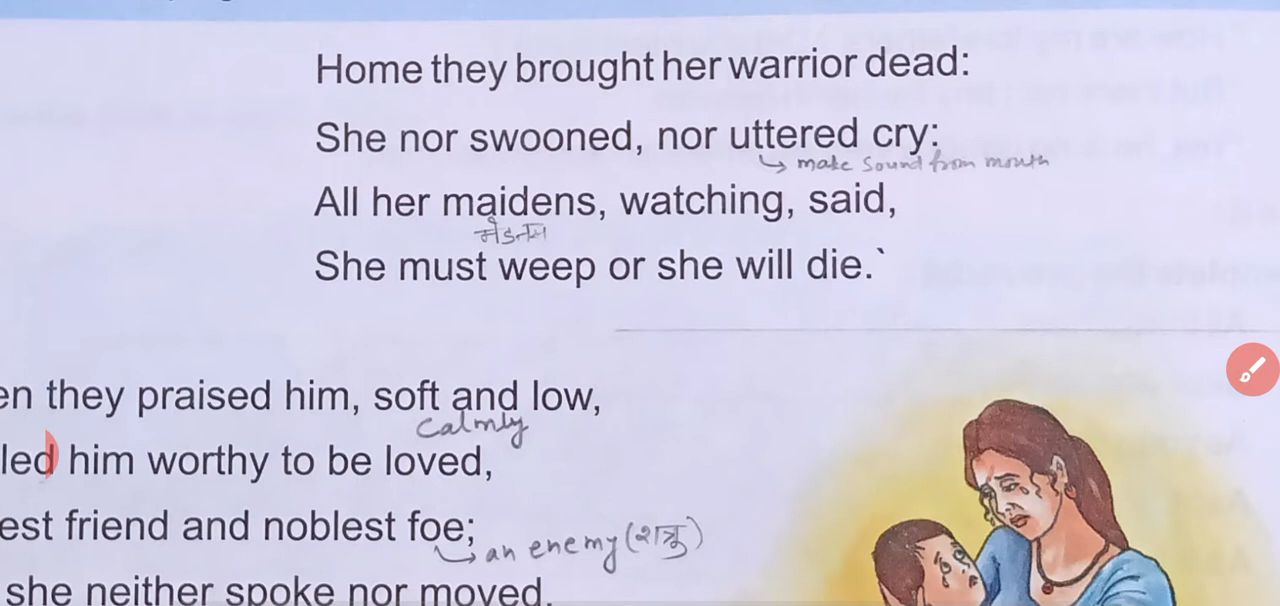 Home they brought her warrior dead:
She nor swooned, nor uttered cry:
↳ make sound from mouth
All her maidens, watching, said,
मेडन्स
She must weep or she will die.`
en they praised him, soft and low,
calmly
led him worthy to be loved,
est friend and noblest foe;
↳ an enemy (शत्रु)
she neither spoke nor moved.